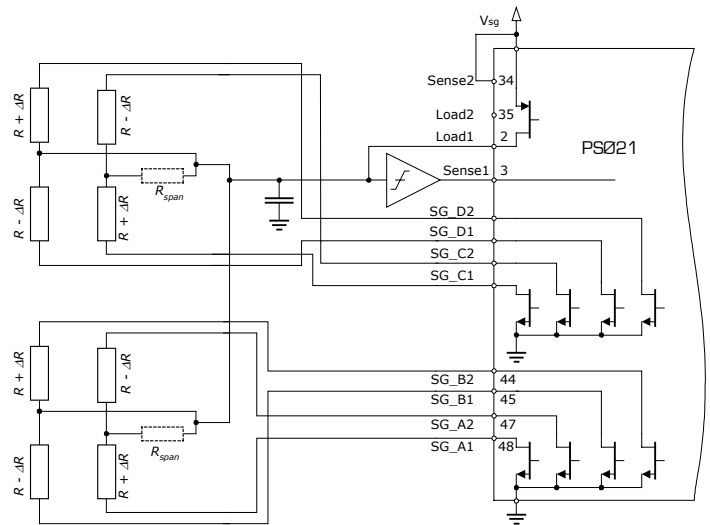 Vsg
Sense2
34
Load2
35
Load1
2
PS021
Sense1
3
R + ΔR
R - ΔR
Rspan
R - ΔR
R + ΔR
SG_D2
SG_D1
SG_C2
SG_C1
R + ΔR
R - ΔR
SG_B2
44
SG_B1
45
SG_A2
47
SG_A1
48
Rspan
R - ΔR
R + ΔR